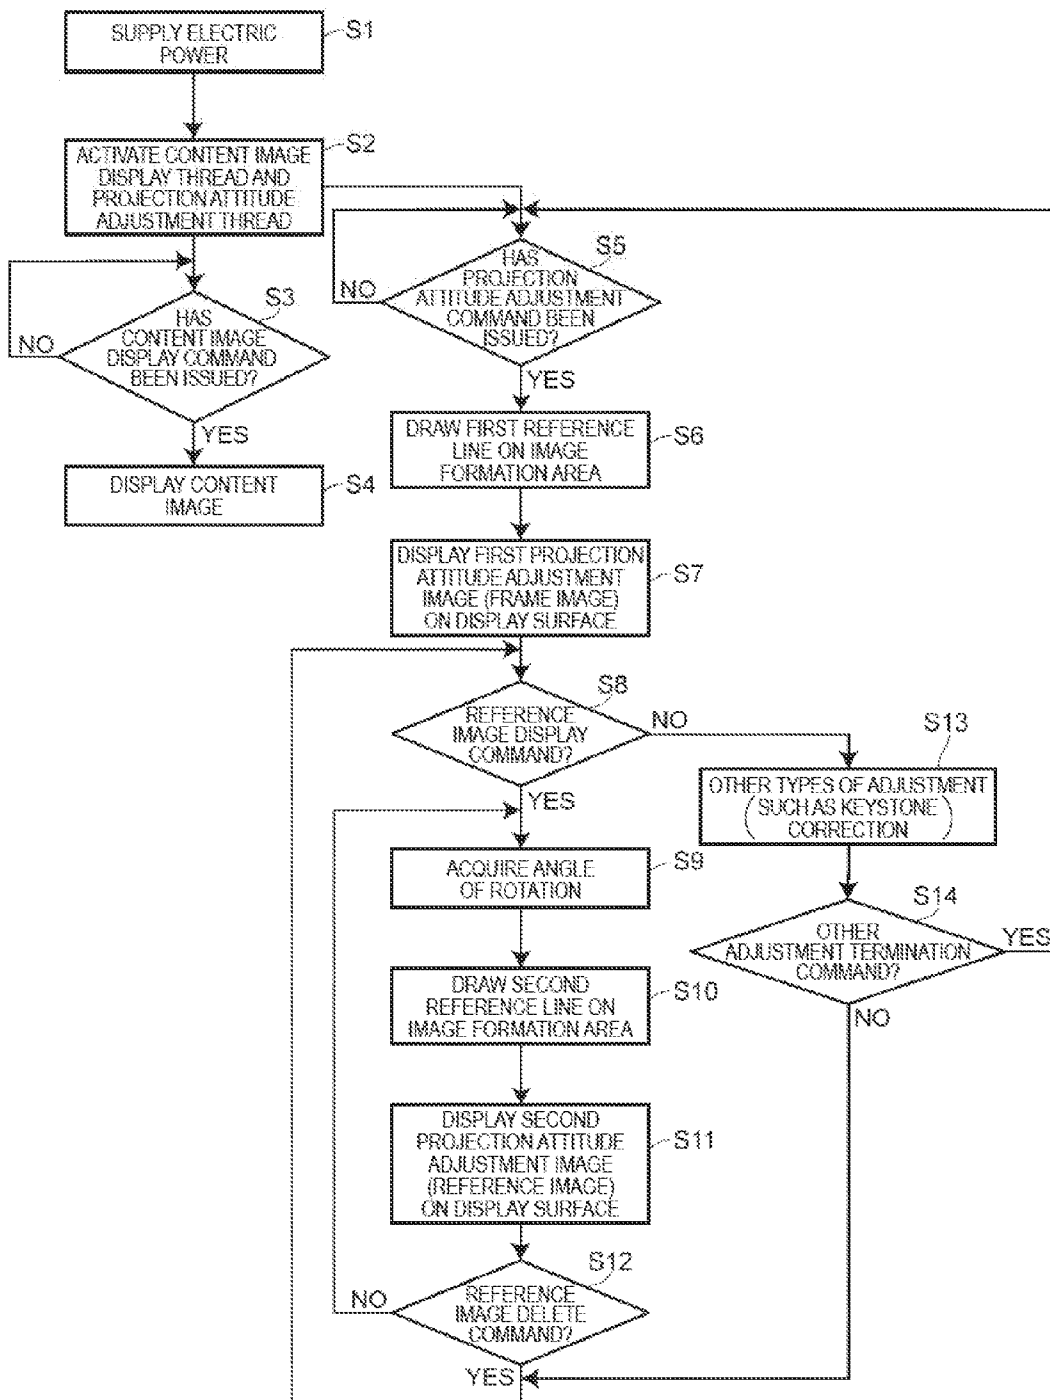 SUPPLY ELECTRIC
POWER
S1
ACTIVATE CONTENT IMAGE
DISPLAY THREAD AND
PROJECTION ATTITUDE
ADJUSTMENT THREAD
S2
HAS
CONTENT IMAGE
DISPLAY COMMAND
BEEN ISSUED?
S3
NO
YES
DISPLAY CONTENT
IMAGE
S4
HAS
PROJECTION
ATTITUDE ADJUSTMENT
COMMAND BEEN
ISSUED?
S5
NO
YES
DRAW FIRST REFERENCE
LINE ON IMAGE
FORMATION AREA
S6
DISPLAY FIRST PROJECTION
ATTITUDE ADJUSTMENT
IMAGE (FRAME IMAGE)
ON DISPLAY SURFACE
S7
REFERENCE
IMAGE DISPLAY
COMMAND?
S8
NO
YES
ACQUIRE ANGLE
OF ROTATION
S9
DRAW SECOND
REFERENCE LINE ON
IMAGE FORMATION AREA
S10
DISPLAY SECOND
PROJECTION ATTITUDE
ADJUSTMENT IMAGE
(REFERENCE IMAGE)
ON DISPLAY SURFACE
S11
REFERENCE
IMAGE DELETE
COMMAND?
S12
NO
YES
OTHER TYPES OF ADJUSTMENT
(SUCH AS KEYSTONE
CORRECTION)
S13
OTHER
ADJUSTMENT TERMINATION
COMMAND?
S14
YES
NO